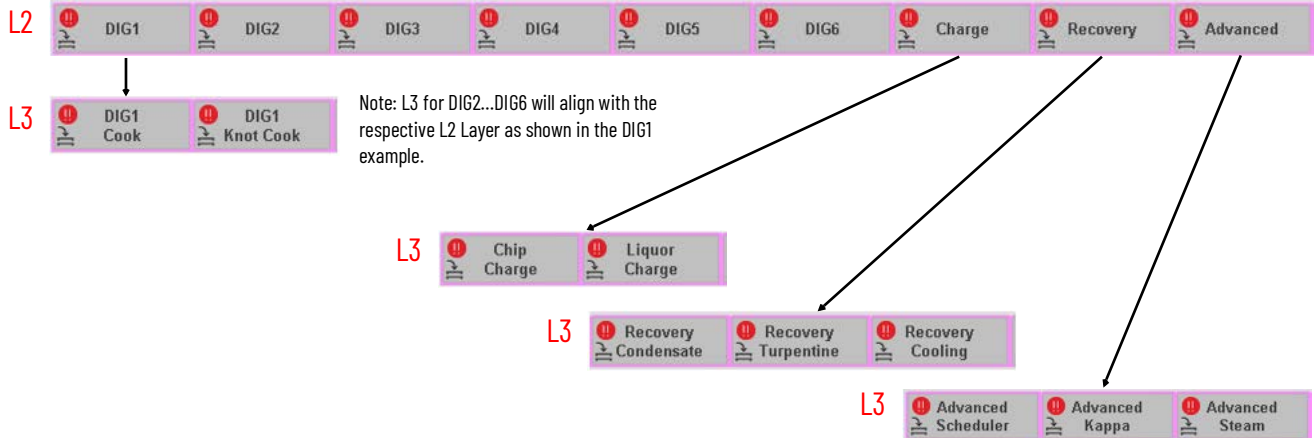 L2
DIG1 DIG2 DIG3 DIG4 DIG5 DIG6 Charge Recovery Advanced
L3
DIG1
Cook
DIG1
Knot Cook
Note: L3 for DIG2...DIG6 will align with the
respective L2 Layer as shown in the DIG1
example.
L3
Chip
Charge
Liquor
Charge
L3
Recovery
Condensate
Recovery
Turpentine
Recovery
Cooling
L3
Advanced
Scheduler
Advanced
Kappa
Advanced
Steam